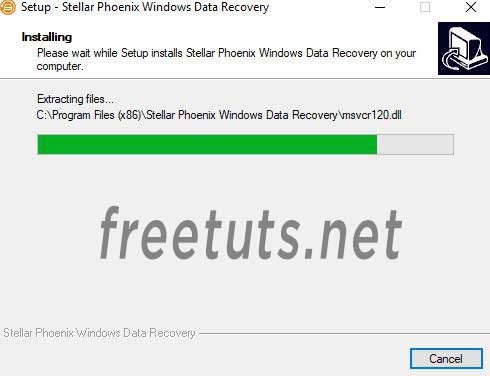 Setup - Stellar Phoenix Windows Data Recovery
Installing
Please wait while Setup installs Stellar Phoenix Windows Data Recovery on your
computer.
Extracting files...
C:\Program Files (x86)\Stellar Phoenix Windows Data Recovery\msvcr120.dll
freetuts.net
Stellar Phoenix Windows Data Recovery
Cancel